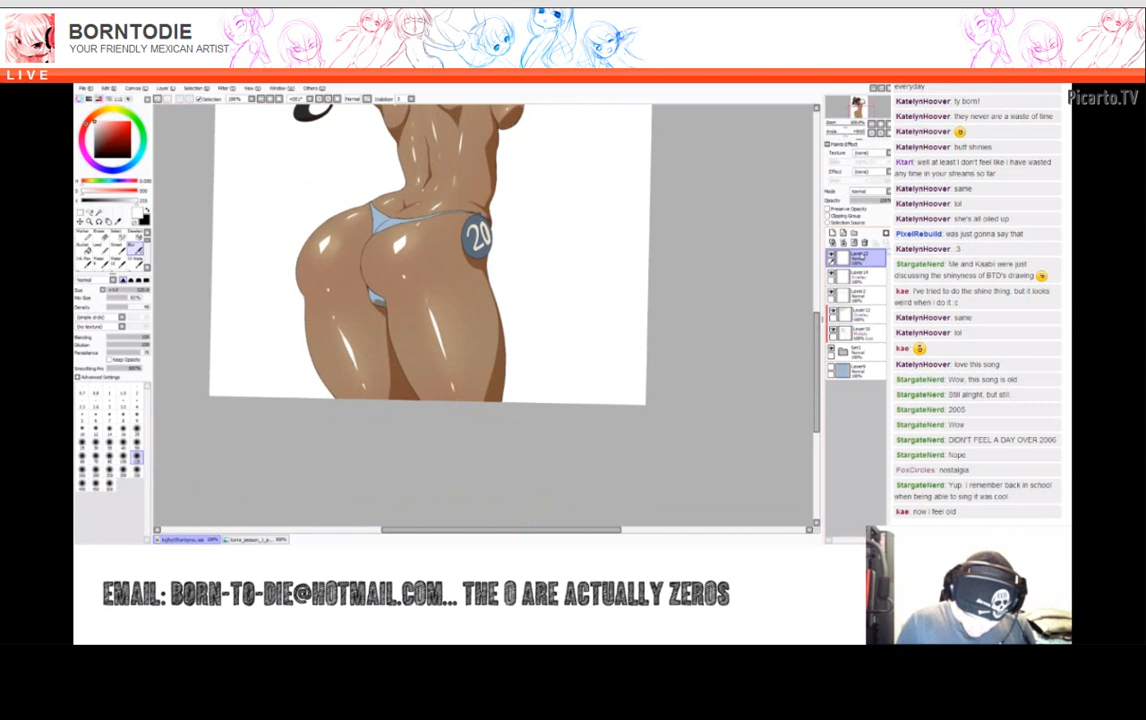 BORNTODIE
YOUR FRIENDLY MEXICAN ARTIST
LIVE
Picarto.TV
everyday
KatelynHoover: ty born!
KatelynHoover: they never are a waste of time
KatelynHoover
KatelynHoover: butt shinies
Ktart: well at least I don't feel like i have wasted
any time in your streams so far
KatelynHoover: same
KatelynHoover: lol
KatelynHoover: she's all oiled up
PixelRebuild: was just gonna say that
KatelynHoover: :3
StargateNerd: Me and Kaabi were just
discussing the shinyness of BTD's drawing
kae: I've tried to do the shine thing, but it looks
weird when i do it :c
KatelynHoover: same
KatelynHoover: lol
kae:
KatelynHoover: love this song
StargateNerd: Wow, this song is old
StargateNerd: Still alright, but still.
StargateNerd: 2005
StargateNerd: Wow
StargateNerd: DIDN'T FEEL A DAY OVER 2006
StargateNerd: Nope
FoxCircles: nostalgia
StargateNerd: Yup. I remember back in school
when being able to sing it was cool.
kae: now i feel old
20
Selection
Normal
Advanced Settings
EMAIL: BORN-TO-DIE@HOTMAIL.COM... THE O ARE ACTUALLY ZEROS